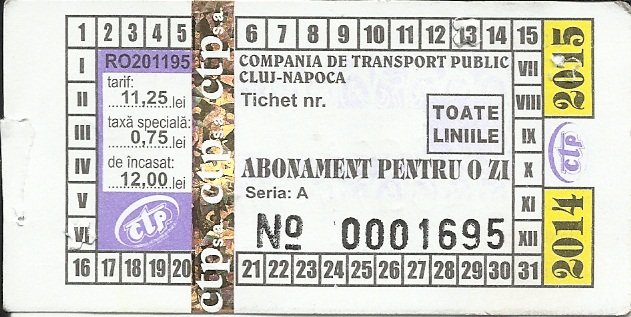 1 2 3 4 5 6 7 8 9 10 11 12 13 14 15
I
II
III
IV
V
VI
RO201195
tarif:
11,25.lei
taxă specială:
0,75.lei
de încasat:
12,00.lei
ctp
ctp s.a.
ctp s.a.
ctp s.a.
ctp s.a.
COMPANIA DE TRANSPORT PUBLIC
CLUJ-NAPOCA
Tichet nr.
TOATE
LINIILE
ABONAMENT PENTRU O ZI
Seria: A
Nº 0001695
VII
VIII
IX
X
XI
XII
2015
ctp
2014
16 17 18 19 20 21 22 23 24 25 26 27 28 29 30 31